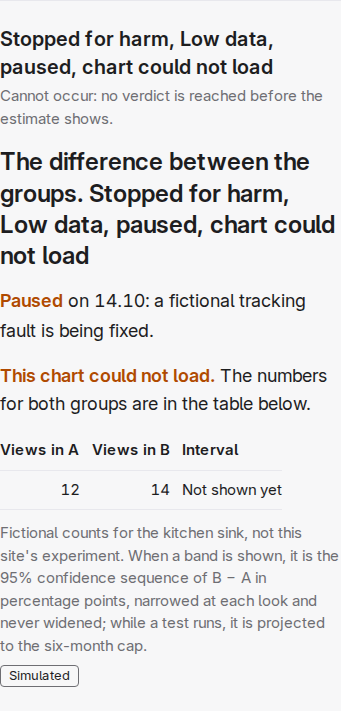 Stopped for harm, Low data,
paused, chart could not load
Cannot occur: no verdict is reached before the
estimate shows.
The difference between the
groups. Stopped for harm,
Low data, paused, chart could
not load
Paused on 14.10: a fictional tracking
fault is being fixed.
This chart could not load. The numbers
for both groups are in the table below.
Views in A Views in B Interval
12 14 Not shown yet
Fictional counts for the kitchen sink, not this
site's experiment. When a band is shown, it is the
95% confidence sequence of B − A in
percentage points, narrowed at each look and
never widened; while a test runs, it is projected
to the six-month cap.
Simulated